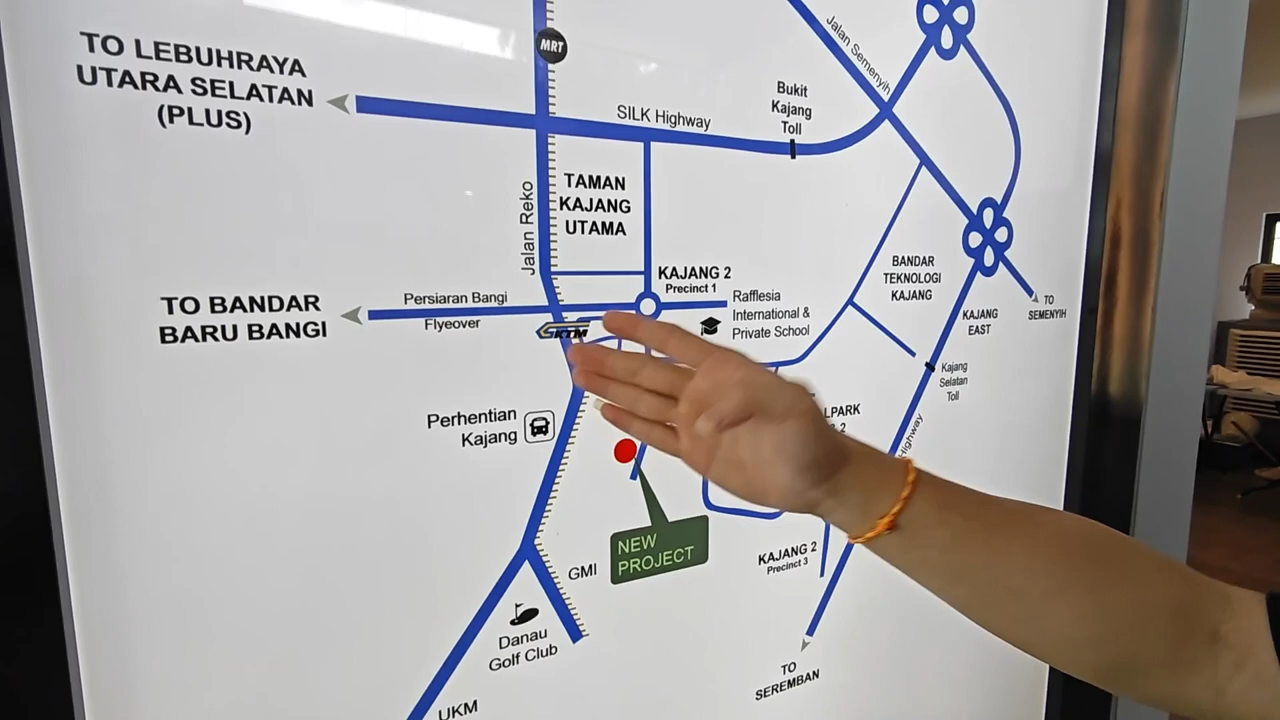 TO LEBUHRAYA
UTARA SELATAN
(PLUS)
MRT
Jalan Semenyih
SILK Highway
Bukit
Kajang
Toll
Jalan Reko
TAMAN
KAJANG
UTAMA
KAJANG 2
Precinct 1
BANDAR
TEKNOLOGI
KAJANG
TO BANDAR
BARU BANGI
Persiaran Bangi
Flyeover
Rafflesia
International &
Private School
KTM
KAJANG
EAST
TO
SEMENYIH
Kajang
Selatan
Toll
Perhentian
Kajang
LPARK
2
Highway
NEW
PROJECT
GMI
KAJANG 2
Precinct 3
Danau
Golf Club
TO
SEREMBAN
UKM